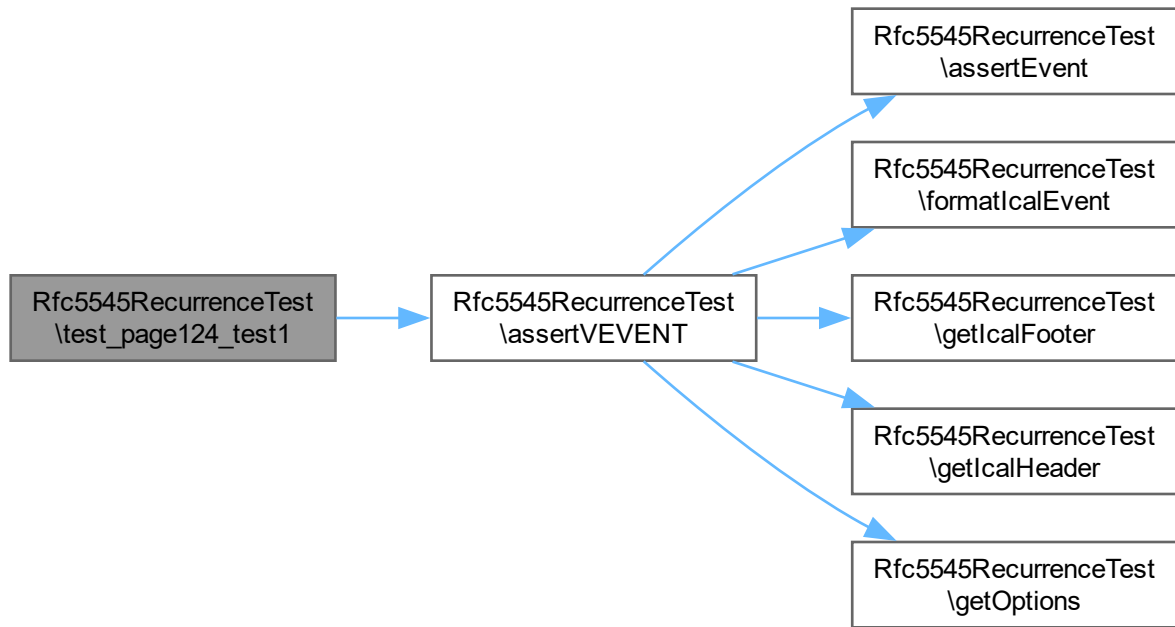 Rfc5545RecurrenceTest
\test_page124_test1
Rfc5545RecurrenceTest
\assertVEVENT
Rfc5545RecurrenceTest
\assertEvent
Rfc5545RecurrenceTest
\formatIcalEvent
Rfc5545RecurrenceTest
\getIcalFooter
Rfc5545RecurrenceTest
\getIcalHeader
Rfc5545RecurrenceTest
\getOptions